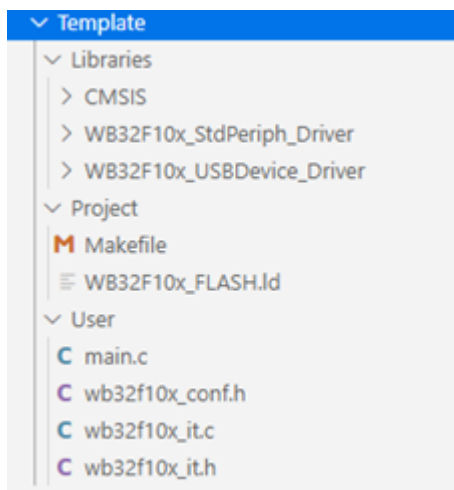 Template
Libraries
CMSIS
WB32F10x_StdPeriph_Driver
WB32F10x_USBDevice_Driver
Project
M Makefile
WB32F10x_FLASH.ld
User
C main.c
C wb32f10x_conf.h
C wb32f10x_it.c
C wb32f10x_it.h